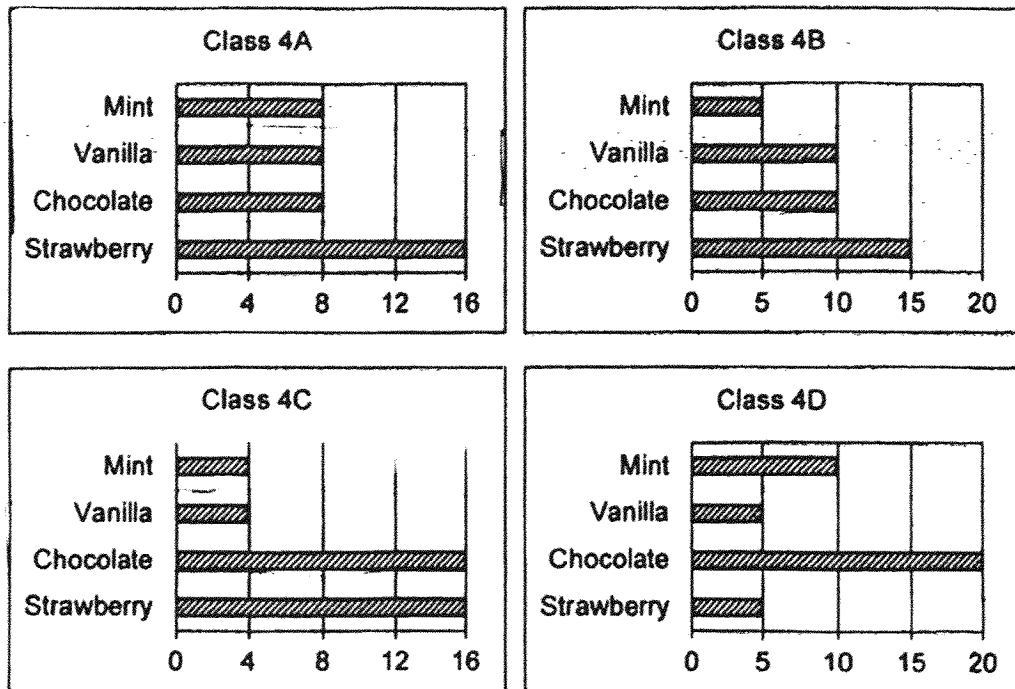 Class 4A
Mint
Vanilla
Chocolate
Strawberry
0 4 8 12 16
Class 4B
Mint
Vanilla
Chocolate
Strawberry
0 5 10 15 20
Class 4C
Mint
Vanilla
Chocolate
Strawberry
0 4 8 12 16
Class 4D
Mint
Vanilla
Chocolate
Strawberry
0 5 10 15 20